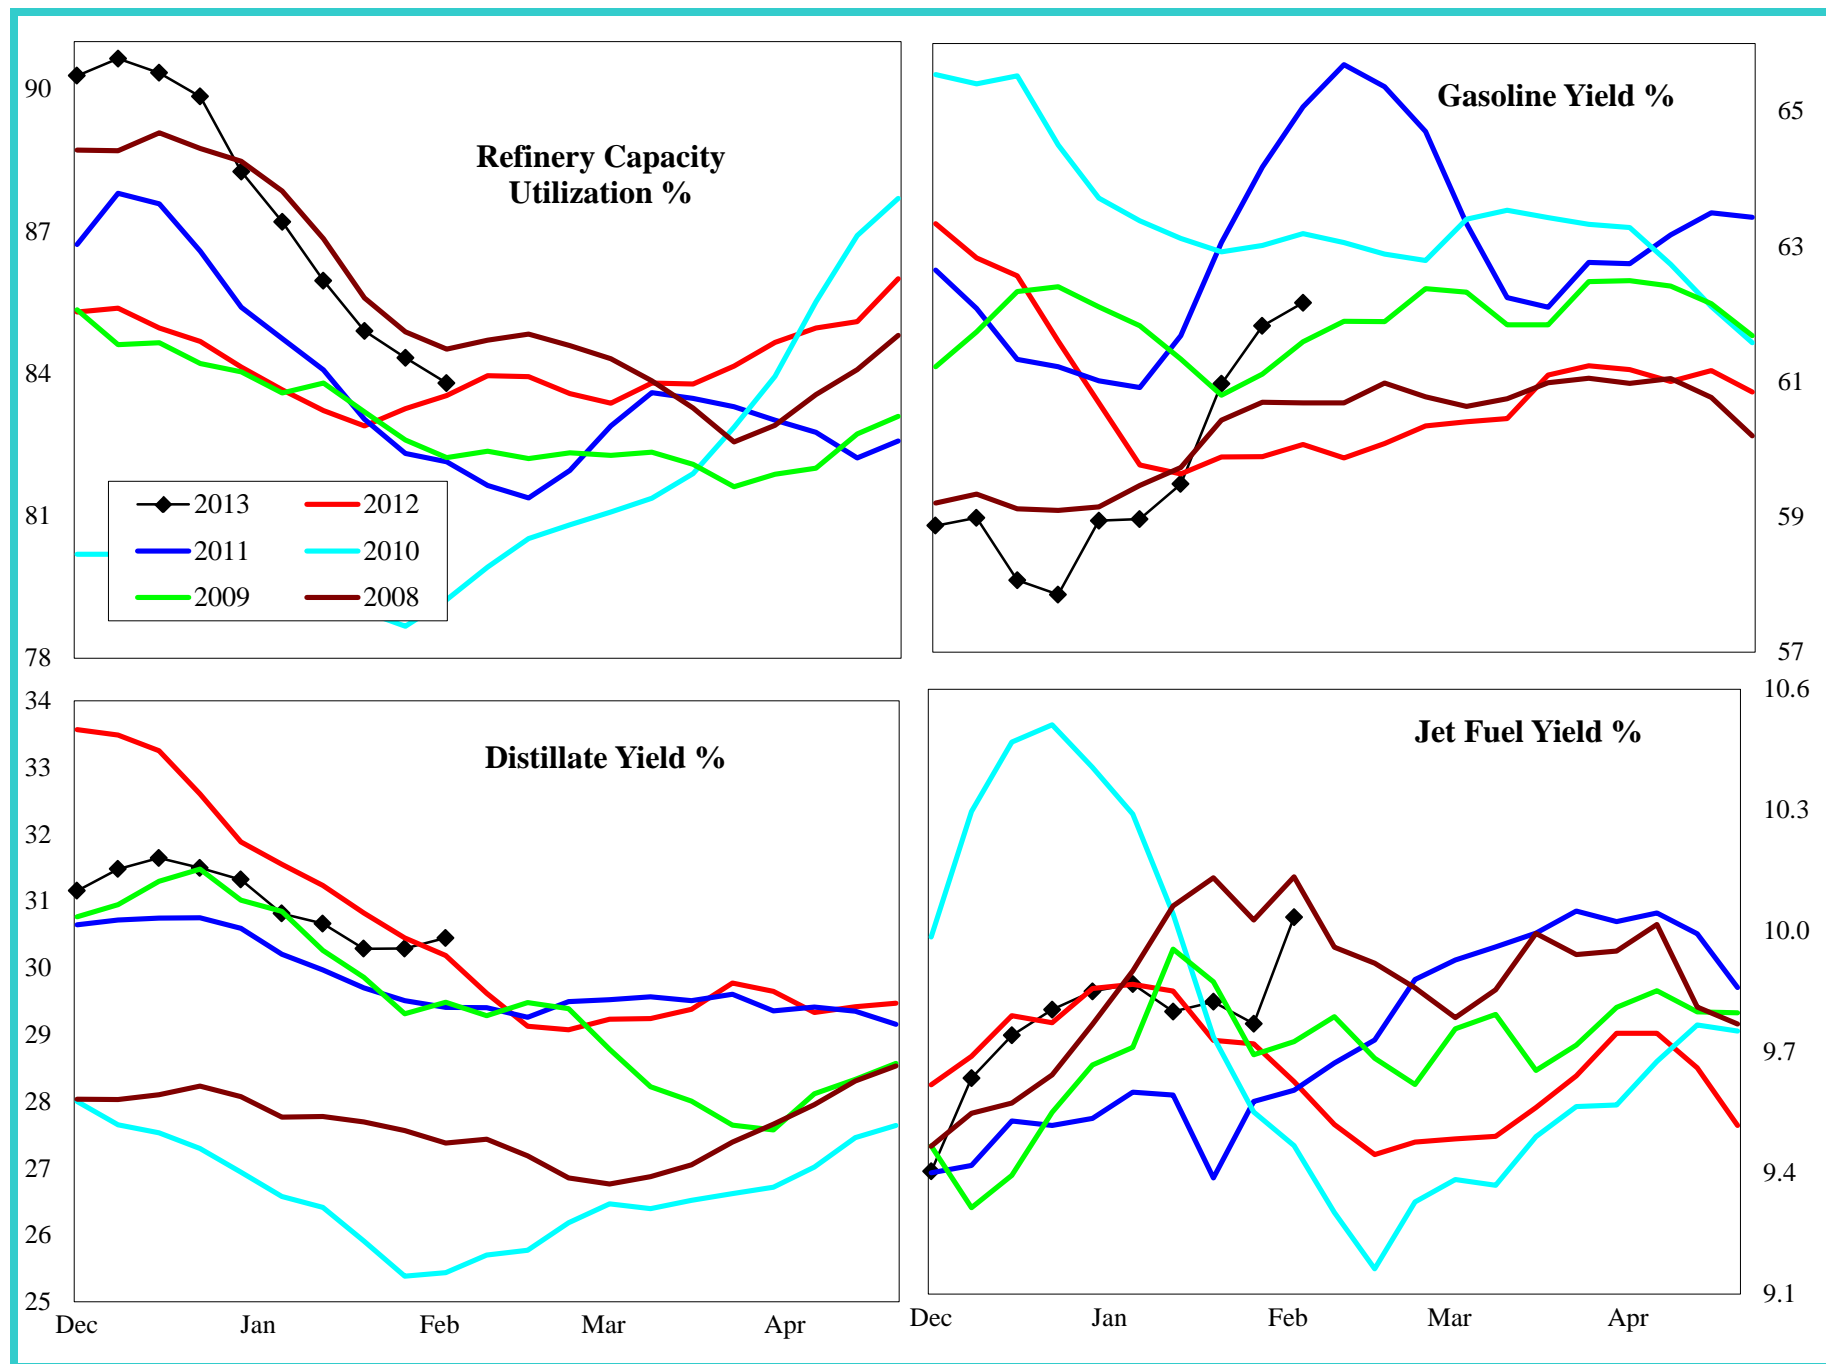 90
87
84
81
78
Refinery Capacity
Utilization %
2013
2012
2011
2010
2009
2008
Gasoline Yield %
65
63
61
59
57
34
33
32
31
30
29
28
27
26
25
Distillate Yield %
Dec
Jan
Feb
Mar
Apr
Jet Fuel Yield %
10.6
10.3
10.0
9.7
9.4
9.1
Dec
Jan
Feb
Mar
Apr